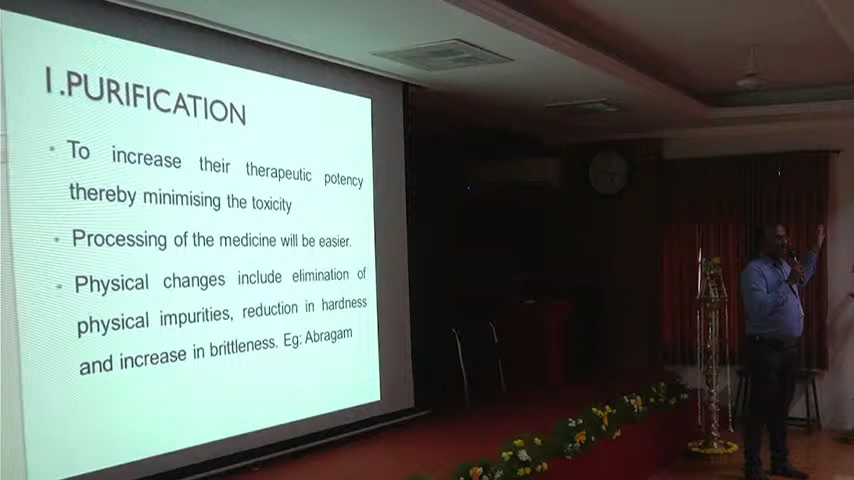 1.PURIFICATION
• To increase their therapeutic potency
thereby minimising the toxicity
• Processing of the medicine will be easier.
• Physical changes include elimination of
physical impurities, reduction in hardness
and increase in brittleness. Eg: Abragam